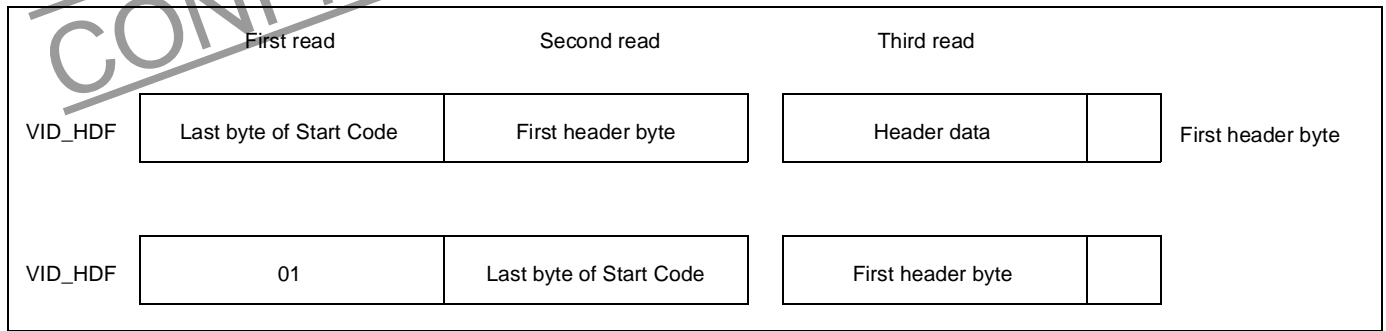 First read Second read Third read
VID_HDF Last byte of Start Code First header byte Header data First header byte
VID_HDF 01 Last byte of Start Code First header byte